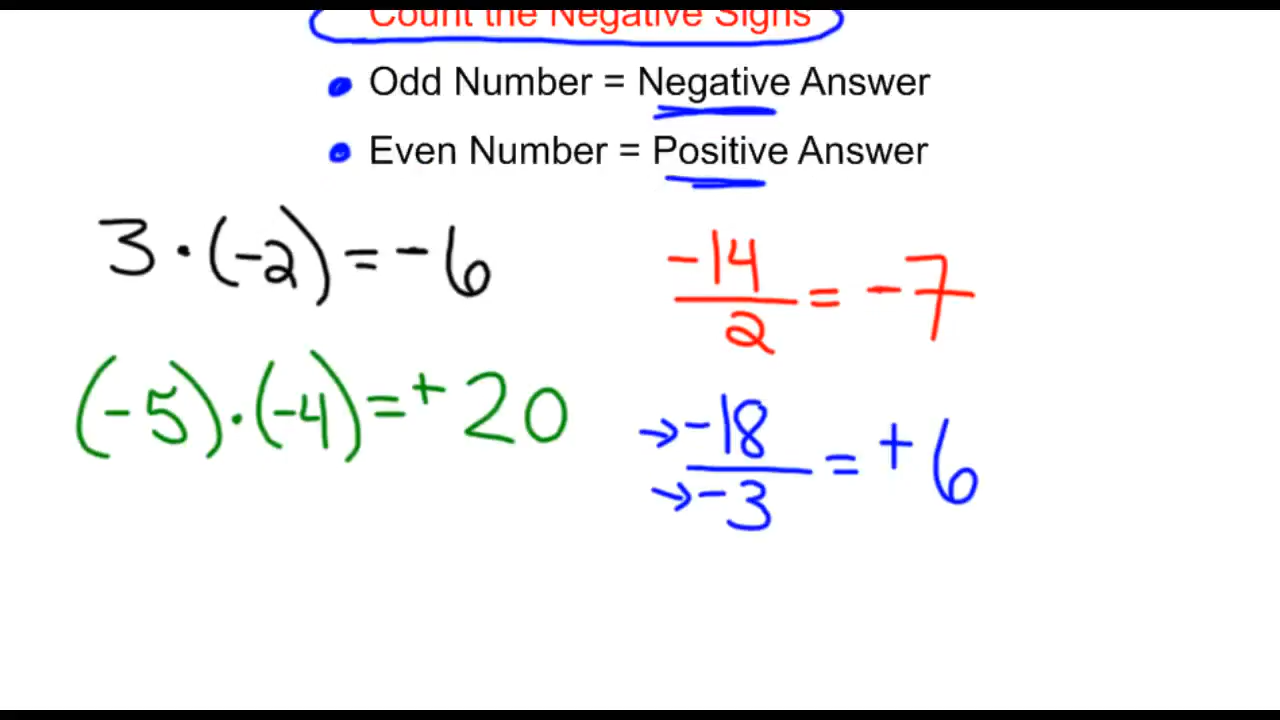 Count the Negative Signs
• Odd Number = Negative Answer
• Even Number = Positive Answer
3 · (-2) = -6
(-5) · (-4) = +20
-14
2
= -7
→ -18
→ -3
= +6